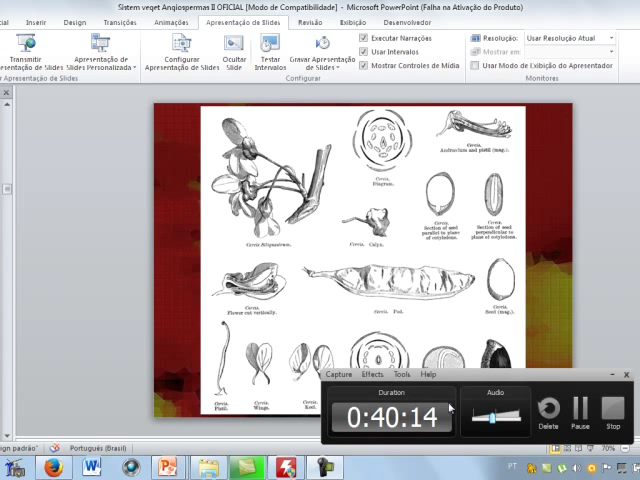 Sistem veqet Angiospermas II OFICIAL [Modo de Compatibilidade] - Microsoft PowerPoint (Falha na Ativação do Produto)
Inserir Design Transições Animações Apresentação de Slides Revisão Exibição Desenvolvedor
Transmitir
Apresentação de
Slides Personalizada
Configurar
Apresentação de Slides
Ocultar
Slide
Testar
Intervalos
Gravar Apresentação
de Slides
Executar Narrações
Usar Intervalos
Mostrar Controles de Mídia
Resolução: Usar Resolução Atual
Mostrar em:
Usar Modo de Exibição do Apresentador
Apresentação de Slides
Configurar
Monitores
Cercis.
Andrœcium and pistil (mag.).
Cercis.
Diagram.
Cercis Siliquastrum.
Cercis. Calyx.
Cercis.
Section of seed
parallel to plane
of cotyledons.
Cercis.
Section of seed
perpendicular to
plane of cotyledons.
Cercis.
Flower cut vertically.
Cercis. Pod.
Cercis.
Seed (mag.).
Cercis.
Pistil.
Cercis.
Wings.
Cercis.
Keel.
Capture Effects Tools Help
Duration
0:40:14
Audio
Delete Pause Stop
Português (Brasil)
70%
PT